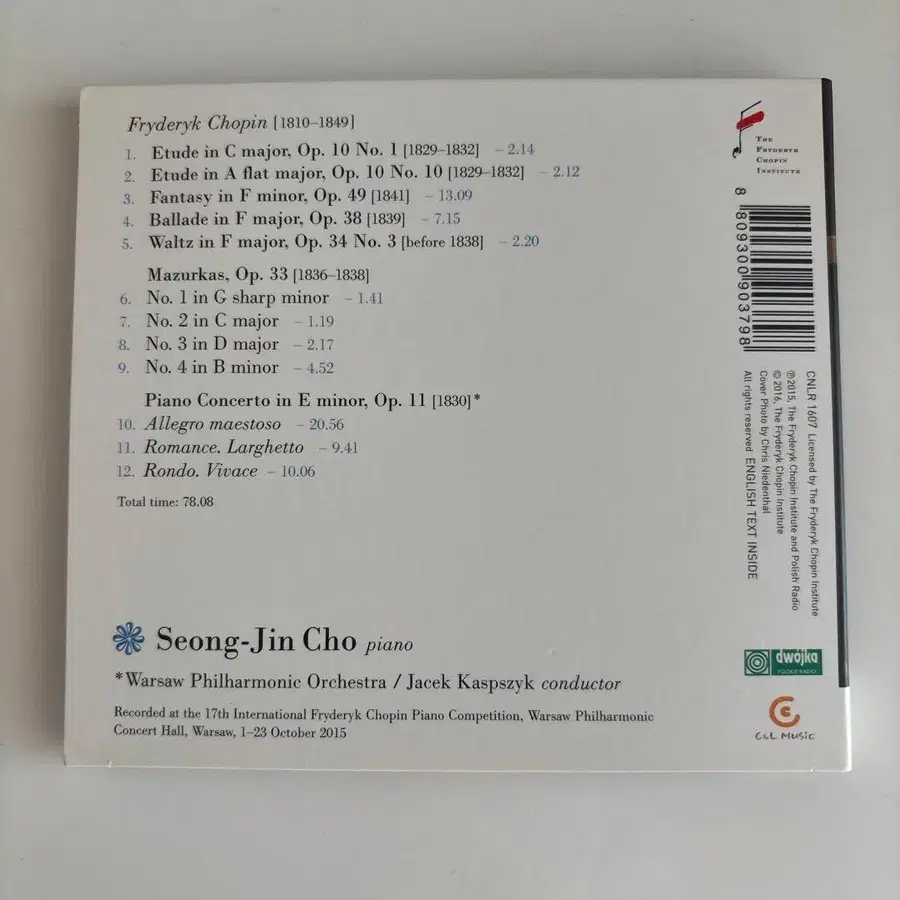 Fryderyk Chopin [1810–1849]
1. Etude in C major, Op. 10 No. 1 [1829–1832] – 2.14
2. Etude in A flat major, Op. 10 No. 10 [1829–1832] – 2.12
3. Fantasy in F minor, Op. 49 [1841] – 13.09
4. Ballade in F major, Op. 38 [1839] – 7.15
5. Waltz in F major, Op. 34 No. 3 [before 1838] – 2.20
Mazurkas, Op. 33 [1836–1838]
6. No. 1 in G sharp minor – 1.41
7. No. 2 in C major – 1.19
8. No. 3 in D major – 2.17
9. No. 4 in B minor – 4.52
Piano Concerto in E minor, Op. 11 [1830]*
10. Allegro maestoso – 20.56
11. Romance. Larghetto – 9.41
12. Rondo. Vivace – 10.06
Total time: 78.08
Seong-Jin Cho piano
*Warsaw Philharmonic Orchestra / Jacek Kaspszyk conductor
Recorded at the 17th International Fryderyk Chopin Piano Competition, Warsaw Philharmonic
Concert Hall, Warsaw, 1–23 October 2015
The
Fryderyk
Chopin
Institute
8 809300 903798
CNLR 1607 Licensed by The Fryderyk Chopin Institute
℗2015, The Fryderyk Chopin Institute and Polish Radio
© 2016, The Fryderyk Chopin Institute
Cover Photo by Chris Niedenthal
All rights reserved ENGLISH TEXT INSIDE
dwójka
POLSKIE RADIO
C&L MUSIC